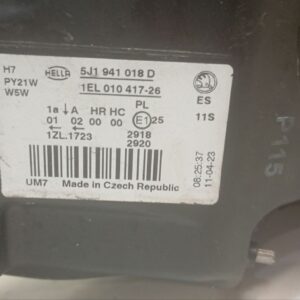 H7
PY21W
W5W
HELLA
5J1 941 018 D
1EL 010 417-26
1a ↓ A HR HC PL
01 02 00 00 E1 25
← ←
1ZL.1723
2918
2920
ES
11S
UM7 Made in Czech Republic
08:25:37
11-04-23
P115